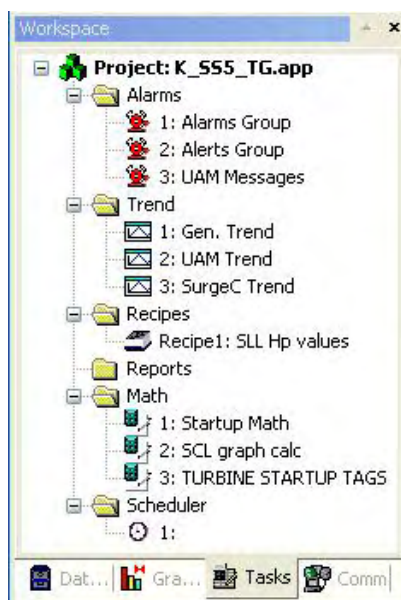 Workspace
Project: K_SS5_TG.app
Alarms
1: Alarms Group
2: Alerts Group
3: UAM Messages
Trend
1: Gen. Trend
2: UAM Trend
3: SurgeC Trend
Recipes
Recipe1: SLL Hp values
Reports
Math
1: Startup Math
2: SCL graph calc
3: TURBINE STARTUP TAGS
Scheduler
1:
Dat... Gra... Tasks Comm